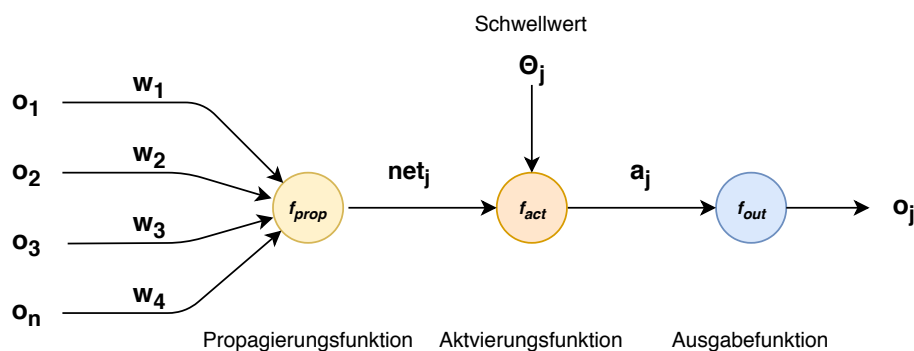 Schwellwert
Θj
o1
w1
o2
w2
o3
w3
on
w4
fprop
netj
fact
aj
fout
oj
Propagierungsfunktion
Aktvierungsfunktion
Ausgabefunktion